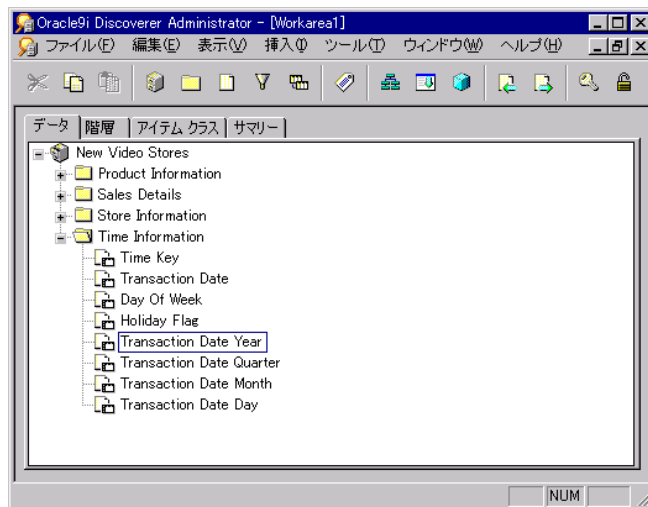 Oracle9i Discoverer Administrator - [Workarea1]
ファイル(F) 編集(E) 表示(V) 挿入(I) ツール(T) ウィンドウ(W) ヘルプ(H)
データ 階層 アイテム クラス サマリー
New Video Stores
Product Information
Sales Details
Store Information
Time Information
Time Key
Transaction Date
Day Of Week
Holiday Flag
Transaction Date Year
Transaction Date Quarter
Transaction Date Month
Transaction Date Day
NUM